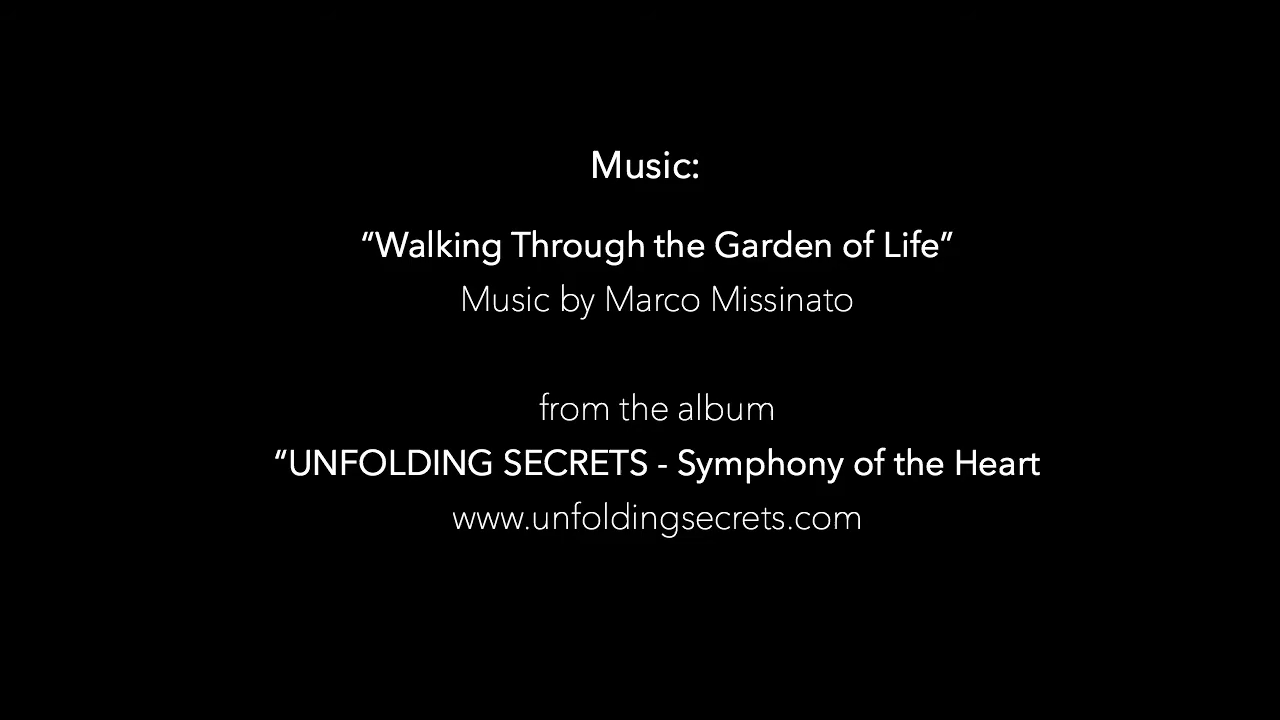 Music:
“Walking Through the Garden of Life”
Music by Marco Missinato
from the album
“UNFOLDING SECRETS - Symphony of the Heart
www.unfoldingsecrets.com